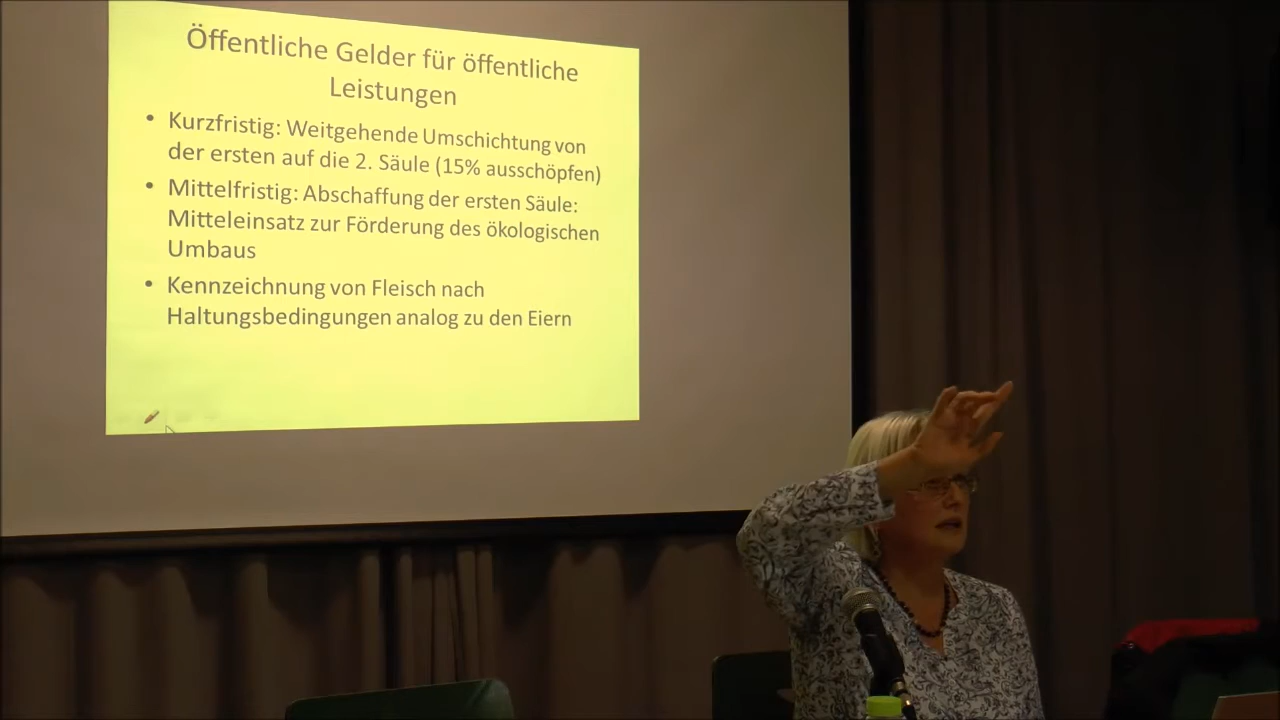 Öffentliche Gelder für öffentliche
Leistungen
• Kurzfristig: Weitgehende Umschichtung von
der ersten auf die 2. Säule (15% ausschöpfen)
• Mittelfristig: Abschaffung der ersten Säule:
Mitteleinsatz zur Förderung des ökologischen
Umbaus
• Kennzeichnung von Fleisch nach
Haltungsbedingungen analog zu den Eiern